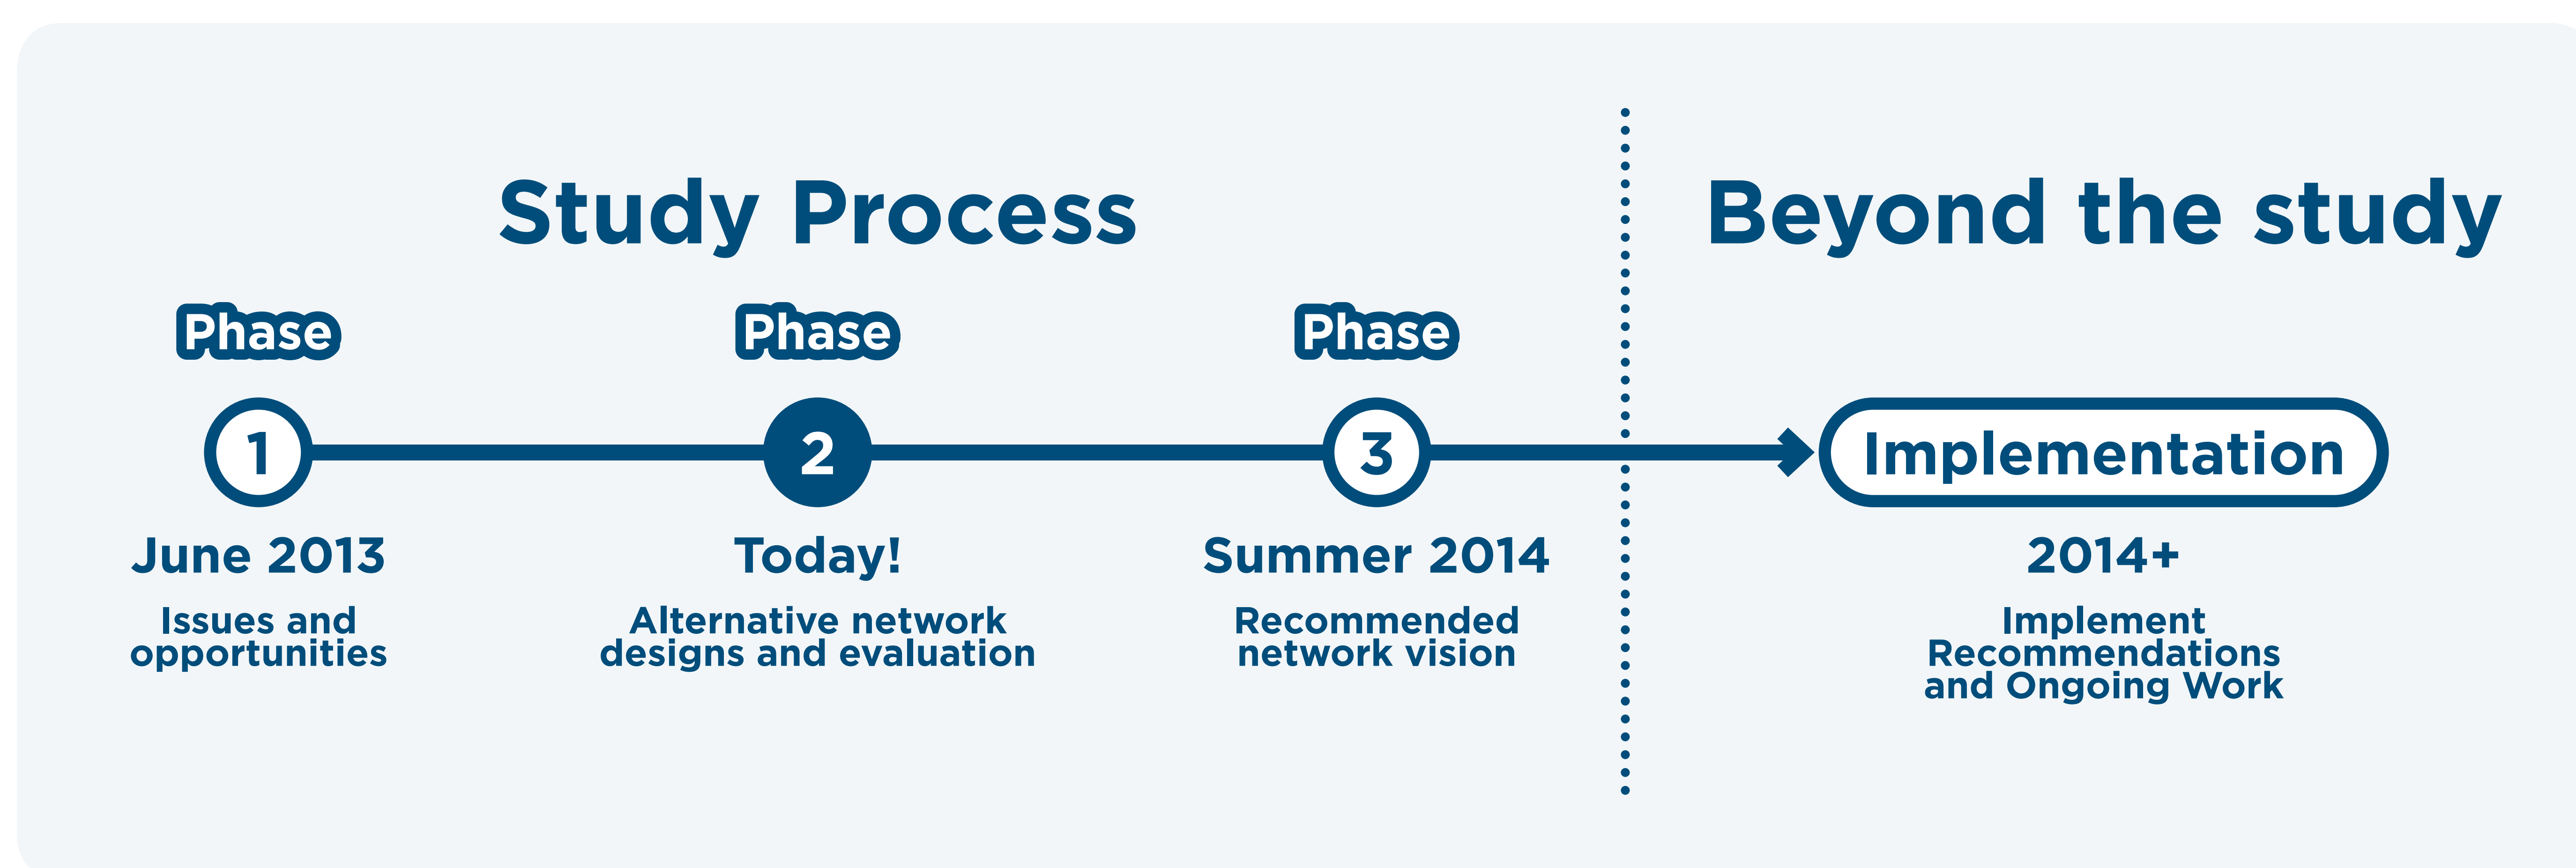 Study Process
Phase
1
June 2013
Issues and
opportunities
Phase
2
Today!
Alternative network
designs and evaluation
Phase
3
Summer 2014
Recommended
network vision
Beyond the study
Implementation
2014+
Implement
Recommendations
and Ongoing Work